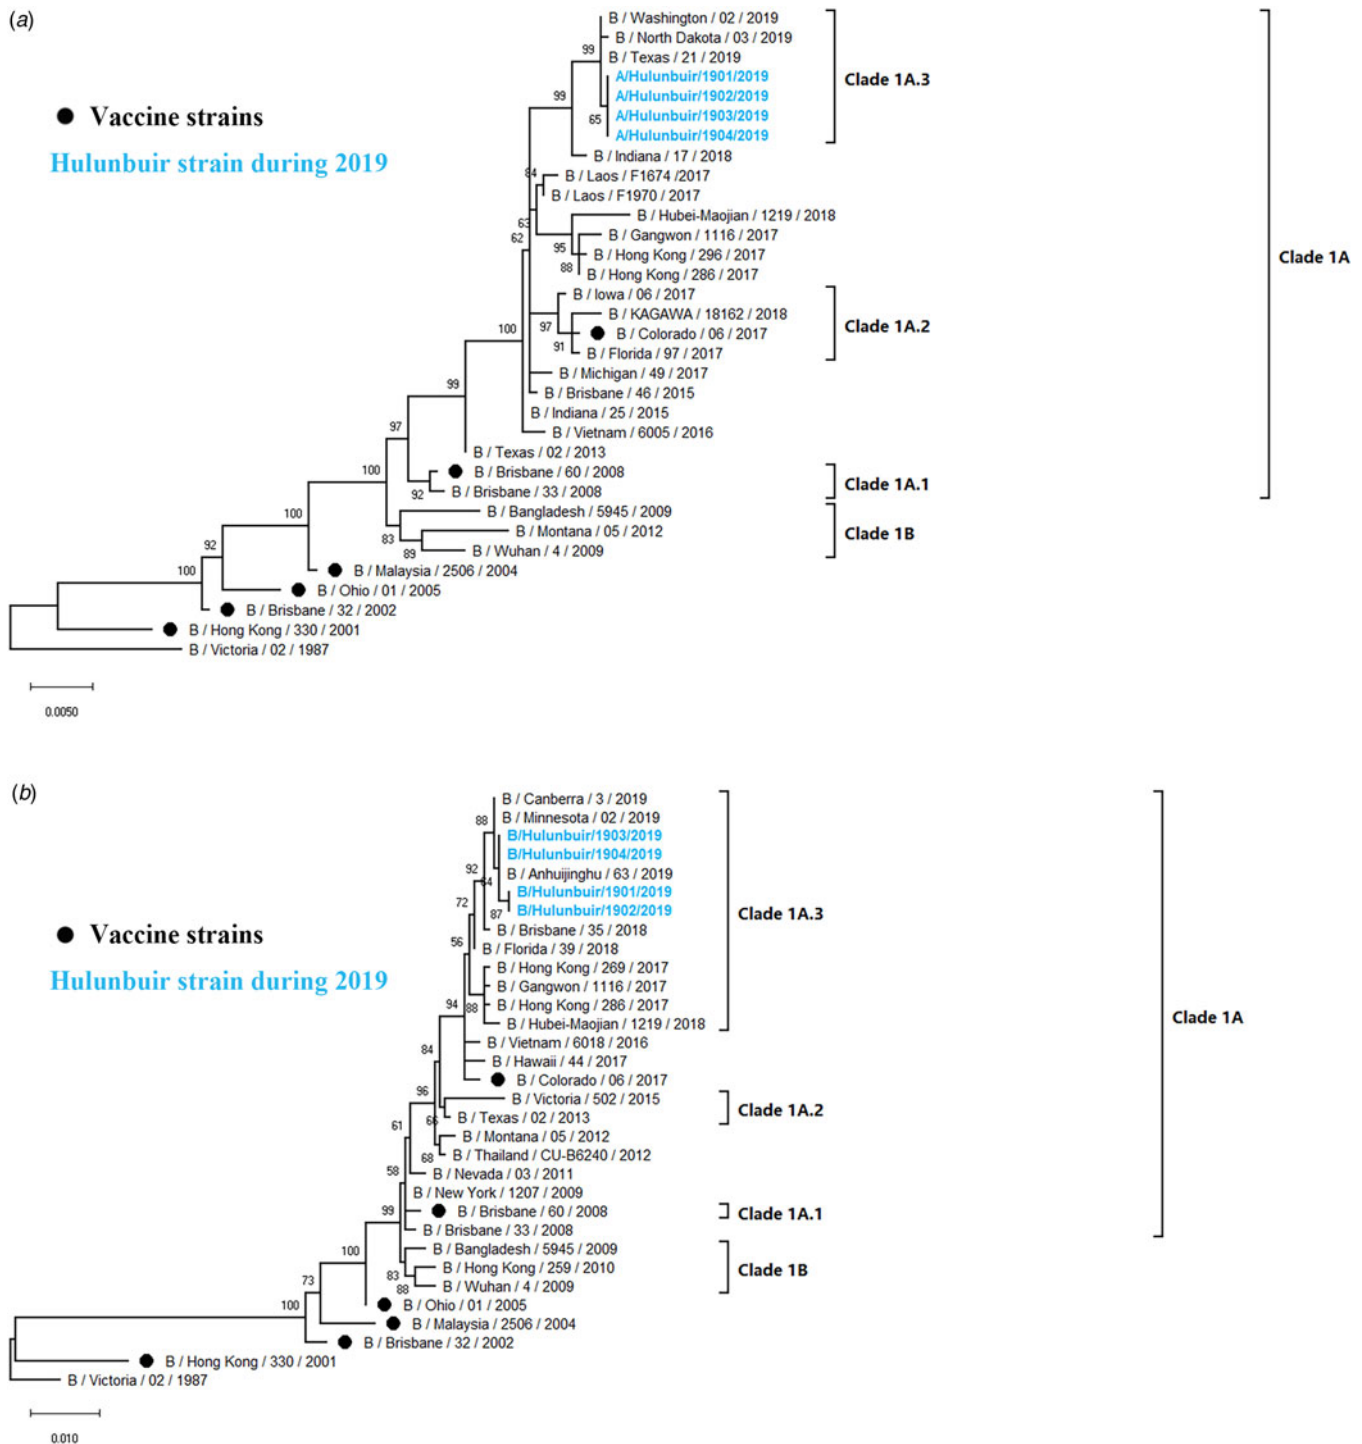 (a)
B / Washington / 02 / 2019
B / North Dakota / 03 / 2019
99
B / Texas / 21 / 2019
Clade 1A.3
A/Hulunbuir/1901/2019
99
A/Hulunbuir/1902/2019
● Vaccine strains
65
A/Hulunbuir/1903/2019
A/Hulunbuir/1904/2019
Hulunbuir strain during 2019
B / Indiana / 17 / 2018
84
B / Laos / F1674 /2017
B / Laos / F1970 / 2017
63
B / Hubei-Maojian / 1219 / 2018
62
B / Gangwon / 1116 / 2017
95
B / Hong Kong / 296 / 2017
Clade 1A
88
B / Hong Kong / 286 / 2017
B / Iowa / 06 / 2017
B / KAGAWA / 18162 / 2018
Clade 1A.2
100
97
B / Colorado / 06 / 2017
91
B / Florida / 97 / 2017
B / Michigan / 49 / 2017
99
B / Brisbane / 46 / 2015
B / Indiana / 25 / 2015
97
B / Vietnam / 6005 / 2016
B / Texas / 02 / 2013
100
B / Brisbane / 60 / 2008
Clade 1A.1
92
B / Brisbane / 33 / 2008
100
B / Bangladesh / 5945 / 2009
83
B / Montana / 05 / 2012
Clade 1B
92
89
B / Wuhan / 4 / 2009
100
B / Malaysia / 2506 / 2004
B / Ohio / 01 / 2005
B / Brisbane / 32 / 2002
B / Hong Kong / 330 / 2001
B / Victoria / 02 / 1987
0.0050
(b)
B / Canberra / 3 / 2019
88
B / Minnesota / 02 / 2019
B/Hulunbuir/1903/2019
B/Hulunbuir/1904/2019
92
B / Anhuijinghu / 63 / 2019
64
B/Hulunbuir/1901/2019
72
87
B/Hulunbuir/1902/2019
Clade 1A.3
● Vaccine strains
B / Brisbane / 35 / 2018
56
B / Florida / 39 / 2018
B / Hong Kong / 269 / 2017
Hulunbuir strain during 2019
B / Gangwon / 1116 / 2017
94
88
B / Hong Kong / 286 / 2017
B / Hubei-Maojian / 1219 / 2018
Clade 1A
B / Vietnam / 6018 / 2016
84
B / Hawaii / 44 / 2017
B / Colorado / 06 / 2017
96
B / Victoria / 502 / 2015
Clade 1A.2
66
B / Texas / 02 / 2013
61
B / Montana / 05 / 2012
68
B / Thailand / CU-B6240 / 2012
58
B / Nevada / 03 / 2011
B / New York / 1207 / 2009
99
B / Brisbane / 60 / 2008
Clade 1A.1
B / Brisbane / 33 / 2008
100
B / Bangladesh / 5945 / 2009
83
B / Hong Kong / 259 / 2010
Clade 1B
73
88
B / Wuhan / 4 / 2009
100
B / Ohio / 01 / 2005
B / Malaysia / 2506 / 2004
B / Brisbane / 32 / 2002
B / Hong Kong / 330 / 2001
B / Victoria / 02 / 1987
0.010